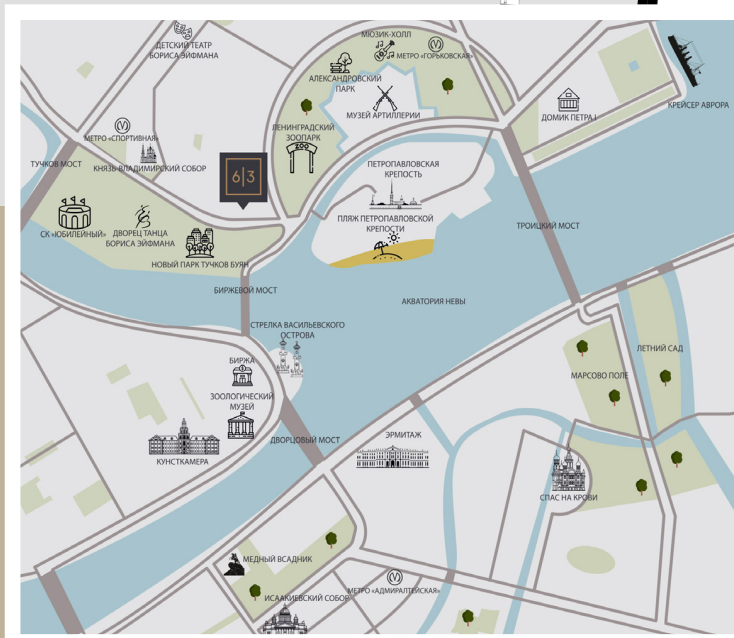 ДЕТСКИЙ ТЕАТР
БОРИСА ЭЙФМАНА
МЮЗИК-ХОЛЛ
МЕТРО «ГОРЬКОВСКАЯ»
АЛЕКСАНДРОВСКИЙ
ПАРК
МУЗЕЙ АРТИЛЛЕРИИ
КРЕЙСЕР АВРОРА
ДОМИК ПЕТРА I
МЕТРО «СПОРТИВНАЯ»
ЛЕНИНГРАДСКИЙ
ЗООПАРК
ZOO
ТУЧКОВ МОСТ
КНЯЗЬ-ВЛАДИМИРСКИЙ СОБОР
6|3
ПЕТРОПАВЛОВСКАЯ
КРЕПОСТЬ
ПЛЯЖ ПЕТРОПАВЛОВСКОЙ
КРЕПОСТИ
ТРОИЦКИЙ МОСТ
СК «ЮБИЛЕЙНЫЙ»
ДВОРЕЦ ТАНЦА
БОРИСА ЭЙФМАНА
НОВЫЙ ПАРК ТУЧКОВ БУЯН
БИРЖЕВОЙ МОСТ
АКВАТОРИЯ НЕВЫ
СТРЕЛКА ВАСИЛЬЕВСКОГО
ОСТРОВА
БИРЖА
ЛЕТНИЙ САД
МАРСОВО ПОЛЕ
ЗООЛОГИЧЕСКИЙ
МУЗЕЙ
КУНСТКАМЕРА
ДВОРЦОВЫЙ МОСТ
ЭРМИТАЖ
СПАС НА КРОВИ
МЕДНЫЙ ВСАДНИК
МЕТРО «АДМИРАЛТЕЙСКАЯ»
ИСААКИЕВСКИЙ СОБОР